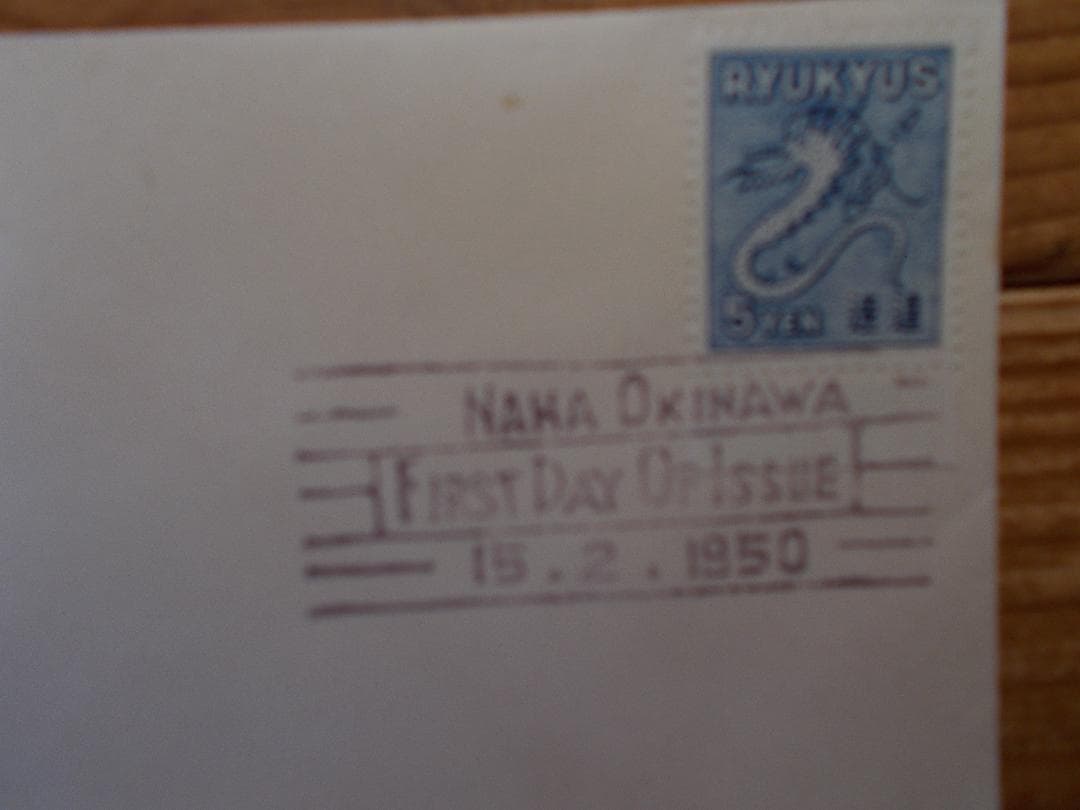 RYUKYUS
5 YEN
NAHA OKINAWA
FIRST DAY OF ISSUE
15.2.1950